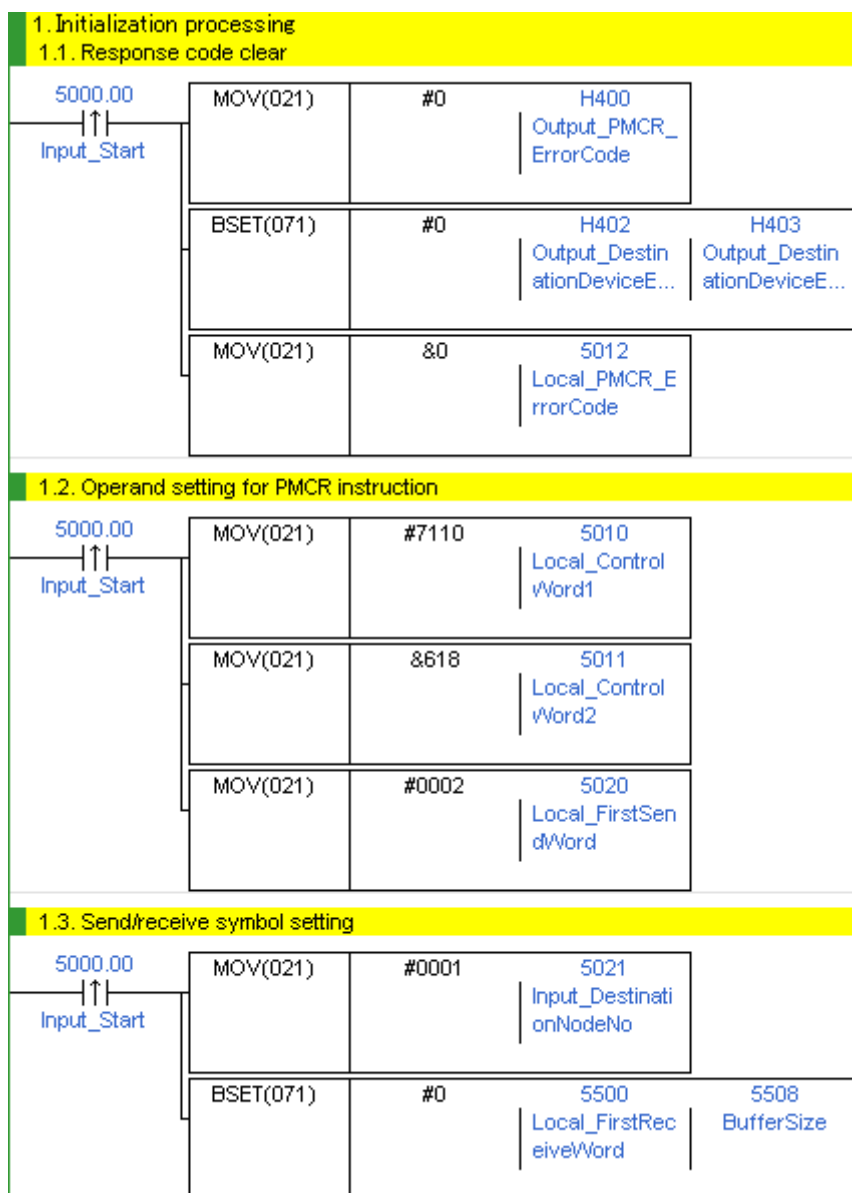 1. Initialization processing
1.1. Response code clear
5000.00
Input_Start
MOV(021) #0 H400
Output_PMCR_
ErrorCode
BSET(071) #0 H402 H403
Output_Destin Output_Destin
ationDeviceE... ationDeviceE...
MOV(021) &0 5012
Local_PMCR_E
rrorCode
1.2. Operand setting for PMCR instruction
5000.00
Input_Start
MOV(021) #7110 5010
Local_Control
Word1
MOV(021) &618 5011
Local_Control
Word2
MOV(021) #0002 5020
Local_FirstSen
dWord
1.3. Send/receive symbol setting
5000.00
Input_Start
MOV(021) #0001 5021
Input_Destinati
onNodeNo
BSET(071) #0 5500 5508
Local_FirstRec BufferSize
eiveWord